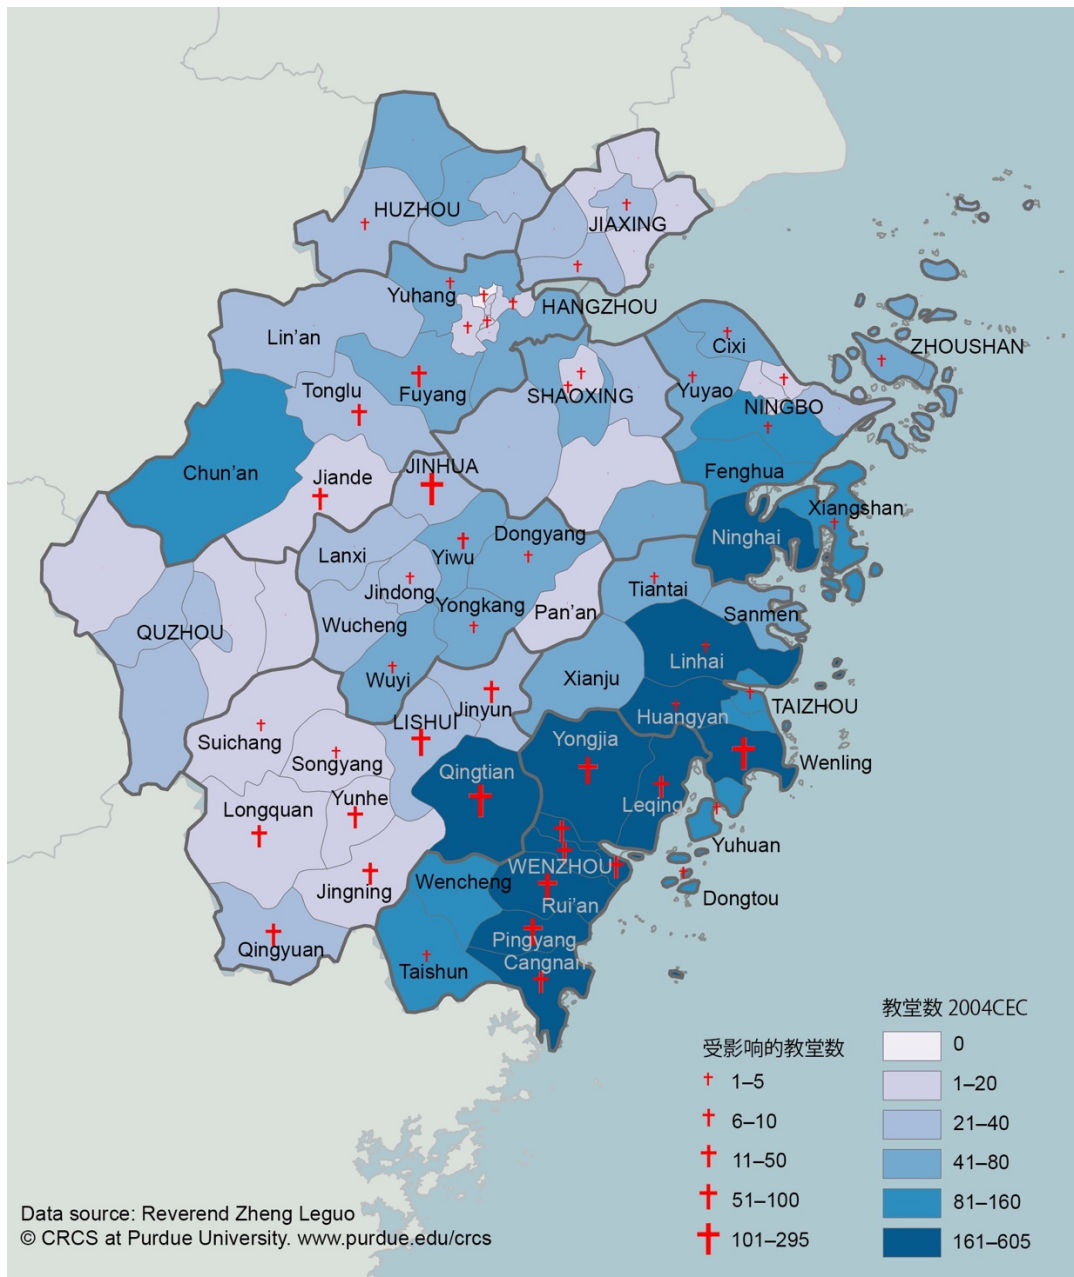 HUZHOU
JIAXING
Yuhang
HANGZHOU
Lin’an
Cixi
ZHOUSHAN
Tonglu
Fuyang
SHAOXING
Yuyao
NINGBO
Chun’an
Jiande
JINHUA
Fenghua
Xiangshan
Lanxi
Yiwu
Dongyang
Ninghai
Jindong
Yongkang
Pan’an
Tiantai
Sanmen
QUZHOU
Wucheng
Linhai
Wuyi
Xianju
Jinyun
Huangyan
TAIZHOU
LISHUI
Suichang
Songyang
Yongjia
Wenling
Qingtian
Longquan
Yunhe
Leqing
Yuhuan
WENZHOU
Wencheng
Jingning
Rui’an
Dongtou
Qingyuan
Pingyang
Cangnan
Taishun
教堂数 2004CEC
0
1–20
21–40
41–80
81–160
161–605
受影响的教堂数
1–5
6–10
11–50
51–100
101–295
Data source: Reverend Zheng Leguo
© CRCS at Purdue University. www.purdue.edu/crcs